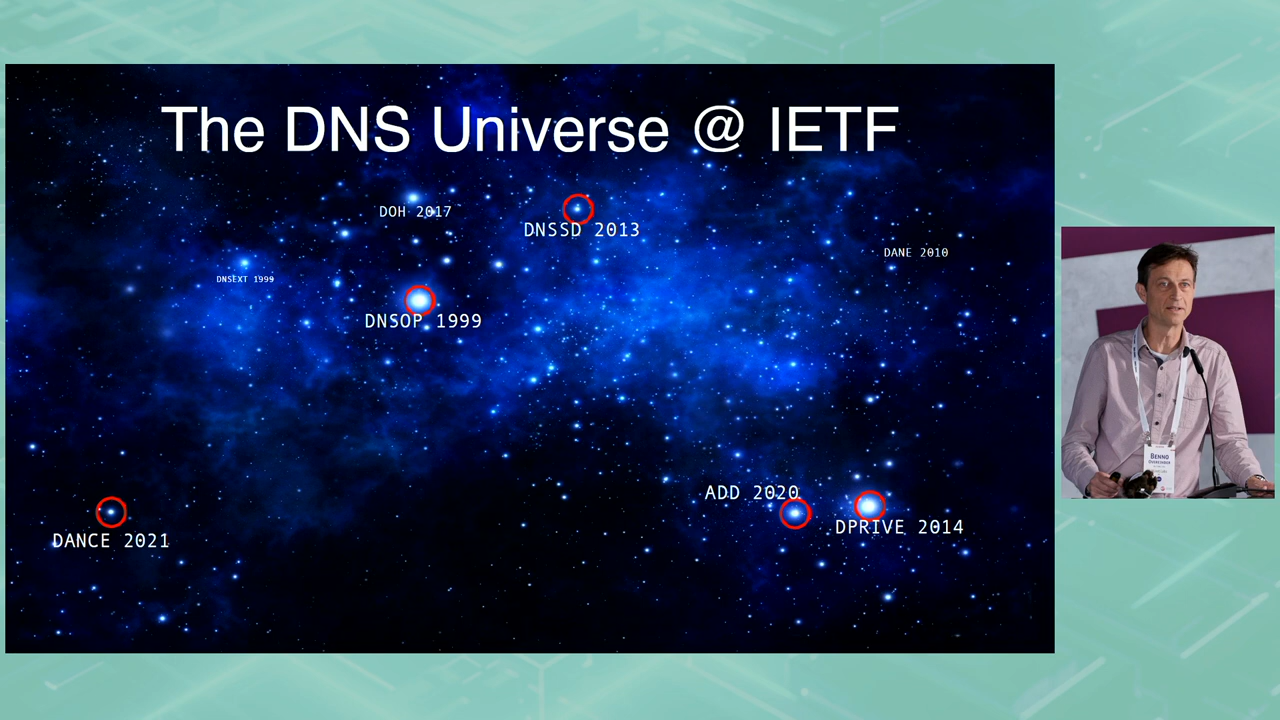 The DNS Universe @ IETF
DOH 2017
DNSSD 2013
DANE 2010
DNSEXT 1999
DNSOP 1999
ADD 2020
DPRIVE 2014
DANCE 2021
BENNO